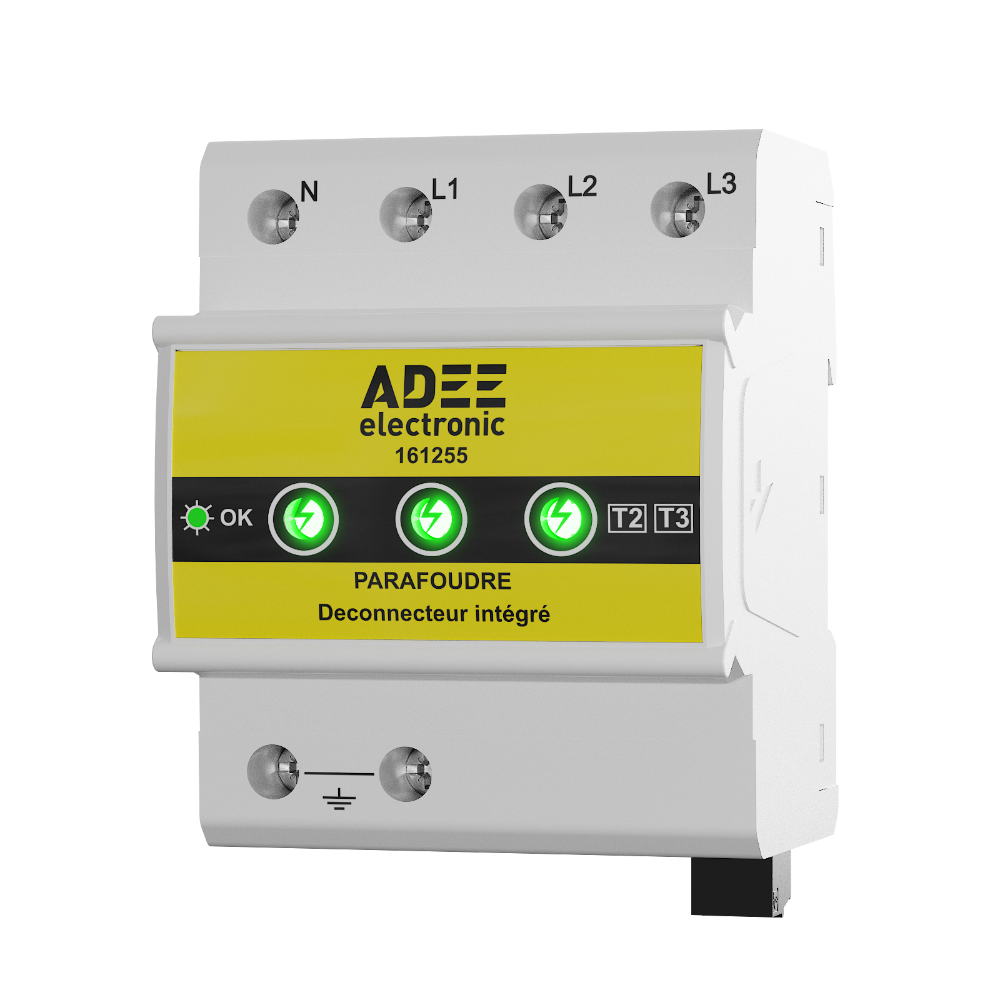 N L1 L2 L3
ADEE
electronic
161255
OK T2 T3
PARAFOUDRE
Deconnecteur intégré